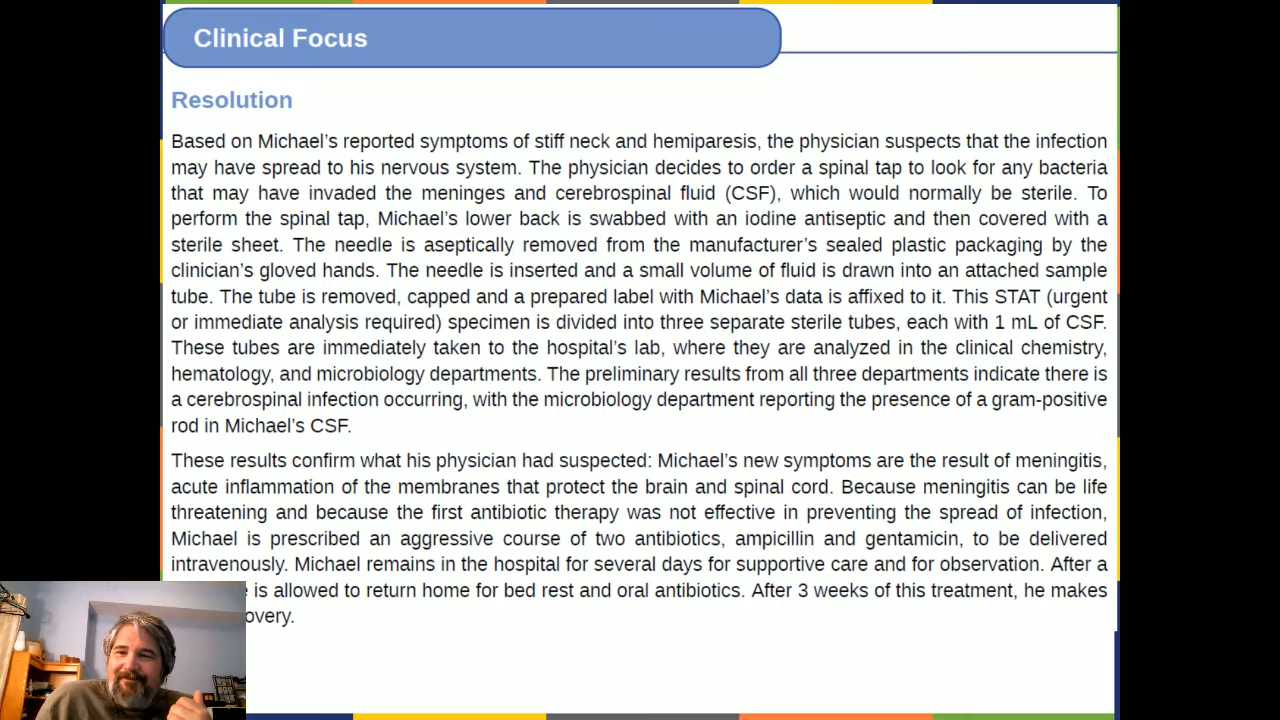 Clinical Focus
Resolution
Based on Michael’s reported symptoms of stiff neck and hemiparesis, the physician suspects that the infection
may have spread to his nervous system. The physician decides to order a spinal tap to look for any bacteria
that may have invaded the meninges and cerebrospinal fluid (CSF), which would normally be sterile. To
perform the spinal tap, Michael’s lower back is swabbed with an iodine antiseptic and then covered with a
sterile sheet. The needle is aseptically removed from the manufacturer’s sealed plastic packaging by the
clinician’s gloved hands. The needle is inserted and a small volume of fluid is drawn into an attached sample
tube. The tube is removed, capped and a prepared label with Michael’s data is affixed to it. This STAT (urgent
or immediate analysis required) specimen is divided into three separate sterile tubes, each with 1 mL of CSF.
These tubes are immediately taken to the hospital’s lab, where they are analyzed in the clinical chemistry,
hematology, and microbiology departments. The preliminary results from all three departments indicate there is
a cerebrospinal infection occurring, with the microbiology department reporting the presence of a gram-positive
rod in Michael’s CSF.
These results confirm what his physician had suspected: Michael’s new symptoms are the result of meningitis,
acute inflammation of the membranes that protect the brain and spinal cord. Because meningitis can be life
threatening and because the first antibiotic therapy was not effective in preventing the spread of infection,
Michael is prescribed an aggressive course of two antibiotics, ampicillin and gentamicin, to be delivered
intravenously. Michael remains in the hospital for several days for supportive care and for observation. After a
is allowed to return home for bed rest and oral antibiotics. After 3 weeks of this treatment, he makes